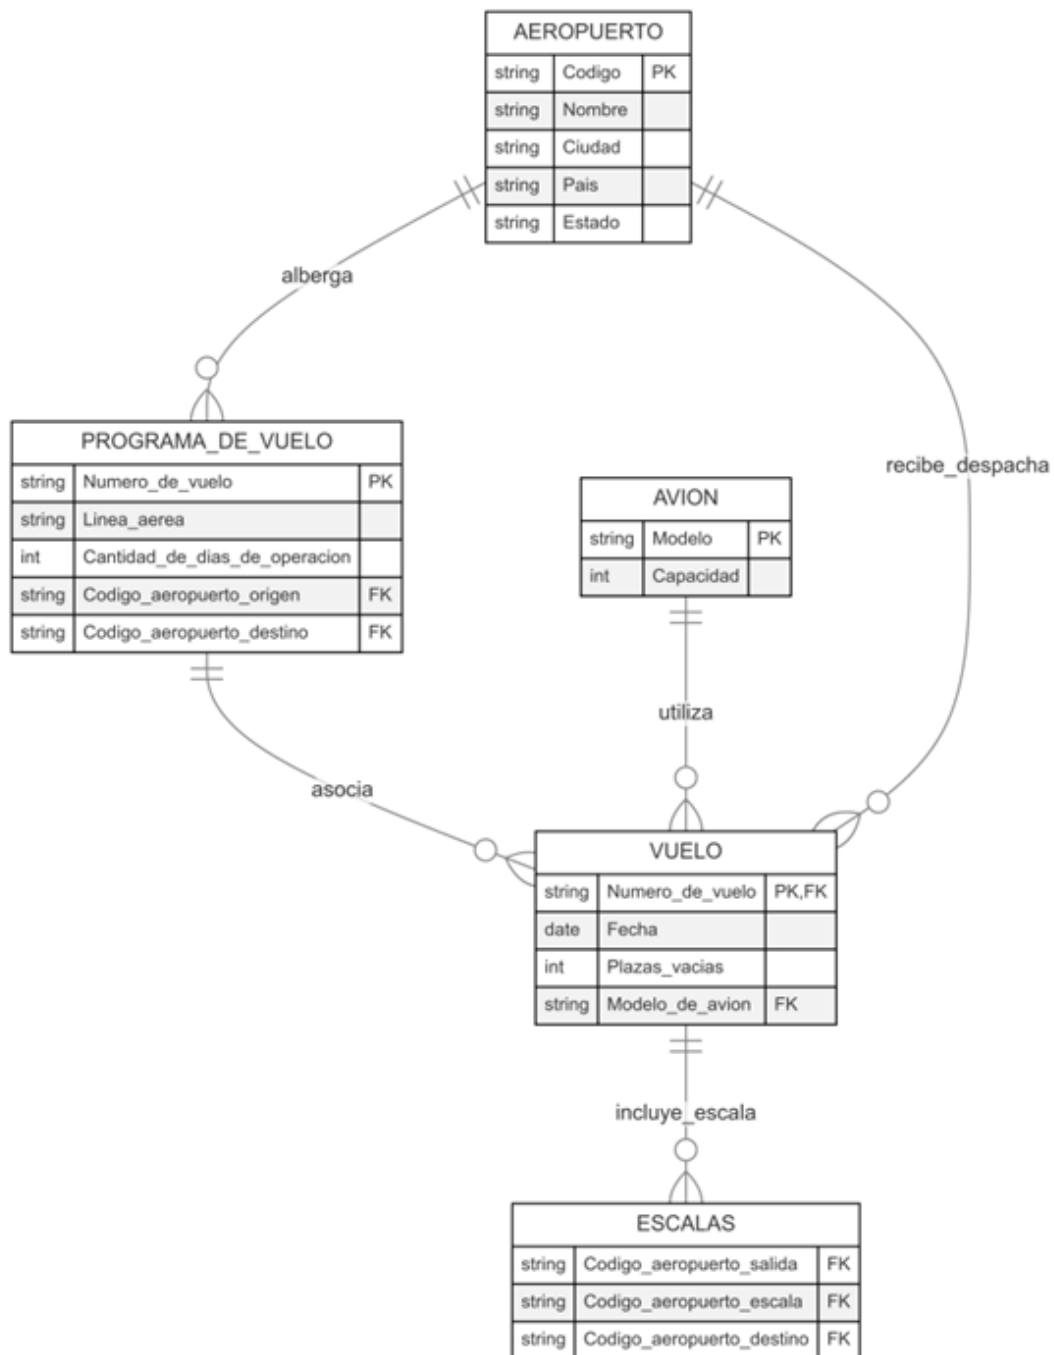 AEROPUERTO
string Codigo PK
string Nombre
string Ciudad
string Pais
string Estado
alberga
recibe_despacha
PROGRAMA_DE_VUELO
string Numero_de_vuelo PK
string Linea_aerea
int Cantidad_de_dias_de_operacion
string Codigo_aeropuerto_origen FK
string Codigo_aeropuerto_destino FK
AVION
string Modelo PK
int Capacidad
utiliza
asocia
VUELO
string Numero_de_vuelo PK,FK
date Fecha
int Plazas_vacias
string Modelo_de_avion FK
incluye_escala
ESCALAS
string Codigo_aeropuerto_salida FK
string Codigo_aeropuerto_escala FK
string Codigo_aeropuerto_destino FK